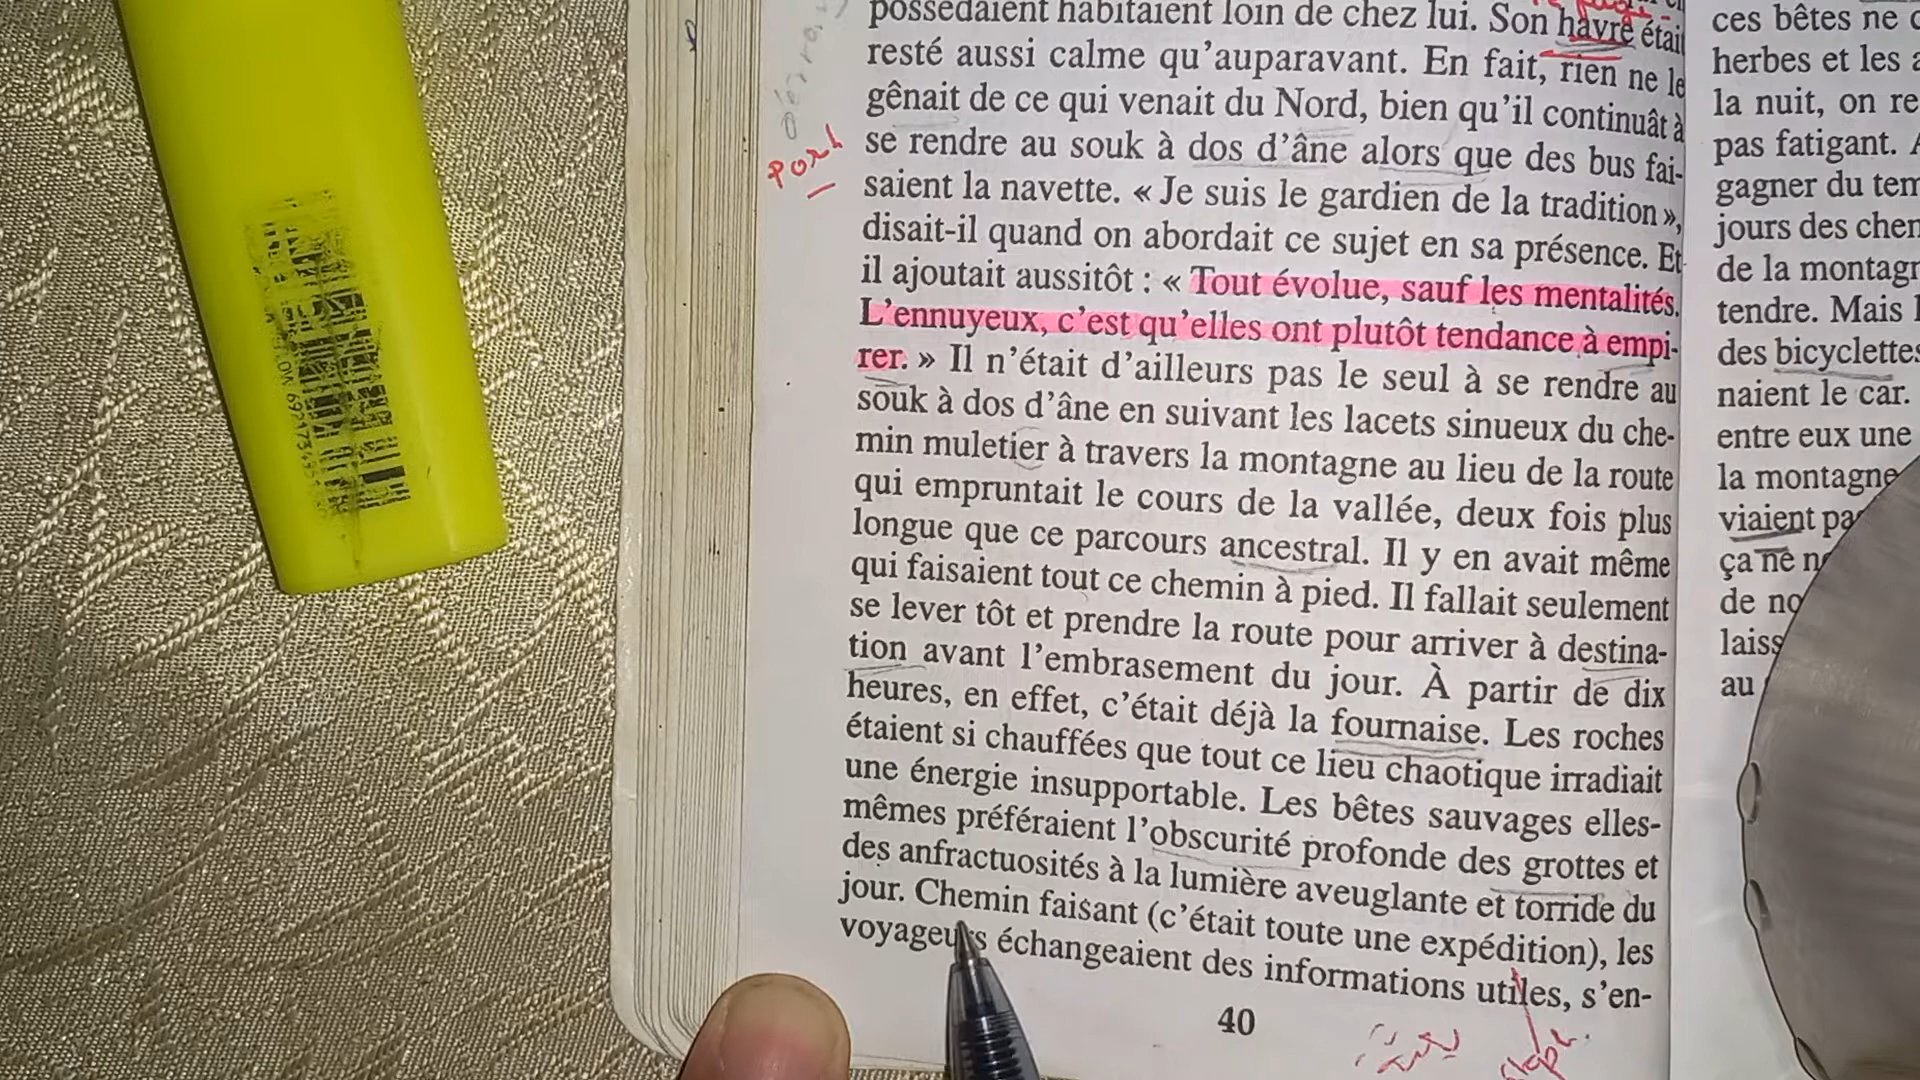 possédaient habitaient loin de chez lui. Son havre était
resté aussi calme qu'auparavant. En fait, rien ne le
gênait de ce qui venait du Nord, bien qu'il continuât à
se rendre au souk à dos d'âne alors que des bus fai-
saient la navette. « Je suis le gardien de la tradition »,
disait-il quand on abordait ce sujet en sa présence. Et
il ajoutait aussitôt : « Tout évolue, sauf les mentalités.
L'ennuyeux, c'est qu'elles ont plutôt tendance à empi-
rer. » Il n'était d'ailleurs pas le seul à se rendre au
souk à dos d'âne en suivant les lacets sinueux du che-
min muletier à travers la montagne au lieu de la route
qui empruntait le cours de la vallée, deux fois plus
longue que ce parcours ancestral. Il y en avait même
qui faisaient tout ce chemin à pied. Il fallait seulement
se lever tôt et prendre la route pour arriver à destina-
tion avant l'embrasement du jour. À partir de dix
heures, en effet, c'était déjà la fournaise. Les roches
étaient si chauffées que tout ce lieu chaotique irradiait
une énergie insupportable. Les bêtes sauvages elles-
mêmes préféraient l'obscurité profonde des grottes et
des anfractuosités à la lumière aveuglante et torride du
jour. Chemin faisant (c'était toute une expédition), les
voyageurs échangeaient des informations utiles, s'en-
40
ces bêtes ne
herbes et les
la nuit, on re
pas fatigant.
gagner du tem
jours des chem
de la montagn
tendre. Mais
des bicyclettes
naient le car.
entre eux une
la montagne
viaient pa
ça ne n
de no
laiss
au